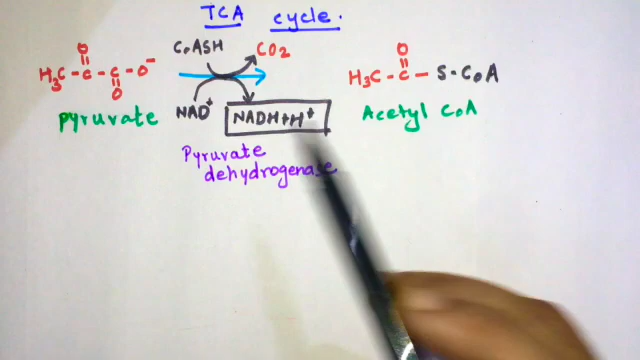 TCA cycle.
CoASH CO2
O O
H3C - C - C - O- H3C - C - S - CoA
O
pyruvate NAD+ NADH+H+ Acetyl CoA
Pyruvate
dehydrogenase